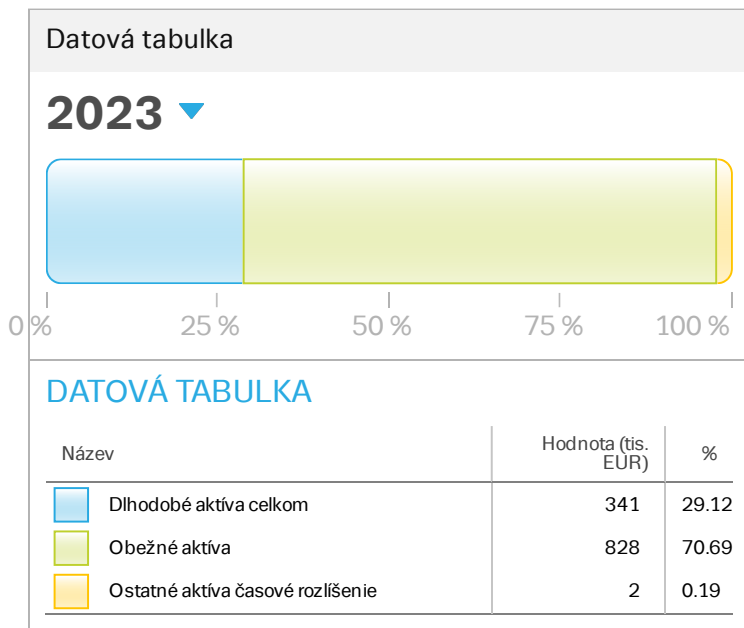 Datová tabulka
2023
0 % 25 % 50 % 75 % 100 %
DATOVÁ TABULKA
Název Hodnota (tis. EUR) %
Dlhodobé aktíva celkom 341 29.12
Obežné aktíva 828 70.69
Ostatné aktíva časové rozlíšenie 2 0.19